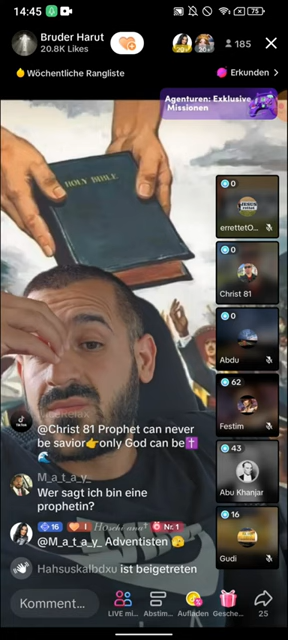 14:45
75
Bruder Harut
20.8K Likes
185
Wöchentliche Rangliste
Erkunden >
Agenturen: Exklusive
Missionen
HOLY BIBLE
0
errettetO...
0
Christ 81
0
Abdu
62
Festim
43
Abu Khanjar
16
Gudi
@Christ 81 Prophet can never
be savior👉only God can be✝️
🌊
M_a_t_a_y_
Wer sagt ich bin eine
prophetin?
16 1 Nr. 1
@M_a_t_a_y_ Adventisten
Hahsuskalbdxu ist beigetreten
Komment...
LIVE mi...
Abstim...
Aufladen
Gesche...
25